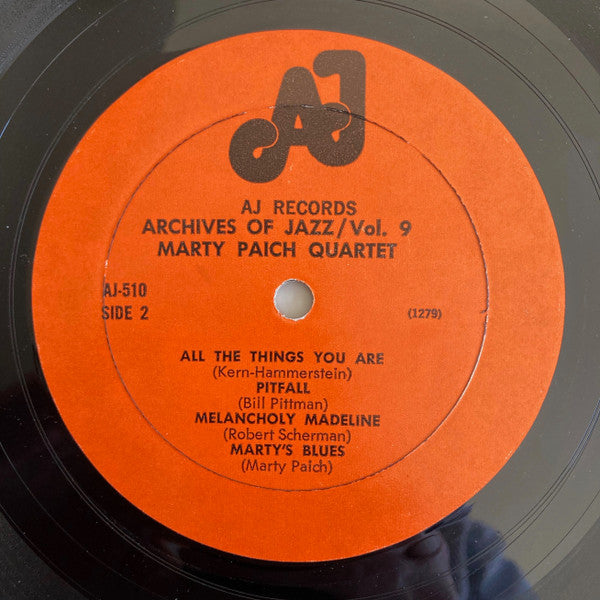 AJ
AJ RECORDS
ARCHIVES OF JAZZ/Vol. 9
MARTY PAICH QUARTET
AJ-510
SIDE 2
(1279)
ALL THE THINGS YOU ARE
(Kern-Hammerstein)
PITFALL
(Bill Pittman)
MELANCHOLY MADELINE
(Robert Scherman)
MARTY'S BLUES
(Marty Paich)